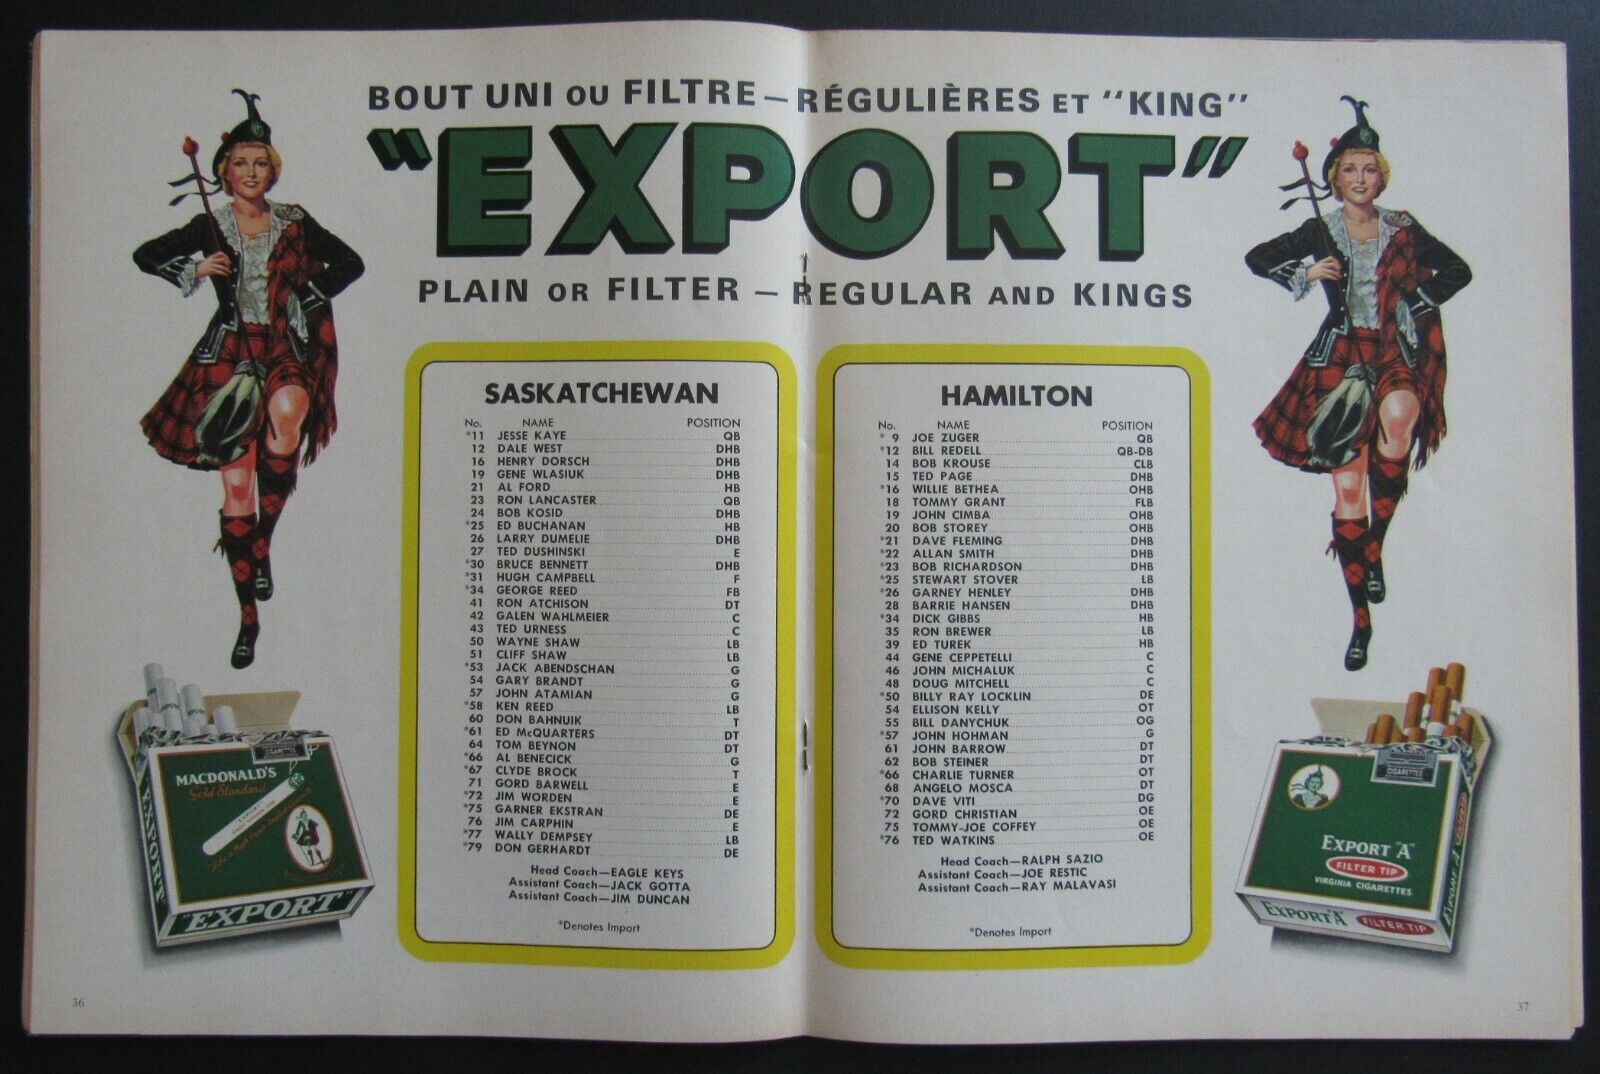 BOUT UNI OU FILTRE — RÉGULIÈRES ET "KING"
"EXPORT"
PLAIN OR FILTER — REGULAR AND KINGS
SASKATCHEWAN
No. NAME POSITION
*11 JESSE KAYE QB
12 DALE WEST DHB
16 HENRY DORSCH DHB
19 GENE WLASIUK DHB
21 AL FORD HB
23 RON LANCASTER QB
24 BOB KOSID DHB
*25 ED BUCHANAN HB
26 LARRY DUMELIE DHB
27 TED DUSHINSKI E
*30 BRUCE BENNETT DHB
*31 HUGH CAMPBELL F
*34 GEORGE REED FB
41 RON ATCHISON DT
42 GALEN WAHLMEIER C
43 TED URNESS C
50 WAYNE SHAW LB
51 CLIFF SHAW LB
*53 JACK ABENDSCHAN G
54 GARY BRANDT G
57 JOHN ATAMIAN G
*58 KEN REED LB
60 DON BAHNUIK T
*61 ED McQUARTERS DT
64 TOM BEYNON DT
*66 AL BENECICK G
*67 CLYDE BROCK T
71 GORD BARWELL E
*72 JIM WORDEN E
*75 GARNER EKSTRAN DE
76 JIM CARPHIN E
*77 WALLY DEMPSEY LB
*79 DON GERHARDT DE
Head Coach—EAGLE KEYS
Assistant Coach—JACK GOTTA
Assistant Coach—JIM DUNCAN
*Denotes Import
HAMILTON
No. NAME POSITION
* 9 JOE ZUGER QB
*12 BILL REDELL QB-DB
14 BOB KROUSE CLB
15 TED PAGE DHB
*16 WILLIE BETHEA OHB
18 TOMMY GRANT FLB
19 JOHN CIMBA OHB
20 BOB STOREY OHB
*21 DAVE FLEMING DHB
*22 ALLAN SMITH DHB
*23 BOB RICHARDSON DHB
*25 STEWART STOVER LB
*26 GARNEY HENLEY DHB
28 BARRIE HANSEN DHB
*34 DICK GIBBS HB
35 RON BREWER LB
39 ED TUREK HB
44 GENE CEPPETELLI C
46 JOHN MICHALUK C
48 DOUG MITCHELL C
*50 BILLY RAY LOCKLIN DE
54 ELLISON KELLY OT
55 BILL DANYCHUK OG
*57 JOHN HOHMAN G
61 JOHN BARROW DT
62 BOB STEINER DT
*66 CHARLIE TURNER OT
68 ANGELO MOSCA DT
*70 DAVE VITI DG
72 GORD CHRISTIAN OE
75 TOMMY-JOE COFFEY OE
*76 TED WATKINS OE
Head Coach—RALPH SAZIO
Assistant Coach—JOE RESTIC
Assistant Coach—RAY MALAVASI
*Denotes Import
CIGARETTES
MACDONALD'S
Gold Standard
EXPORT
EXPORT
"EXPORT"
CIGARETTES
EXPORT "A"
FILTER TIP
VIRGINIA CIGARETTES
EXPORT "A" FILTER TIP
Export "A"
36
37